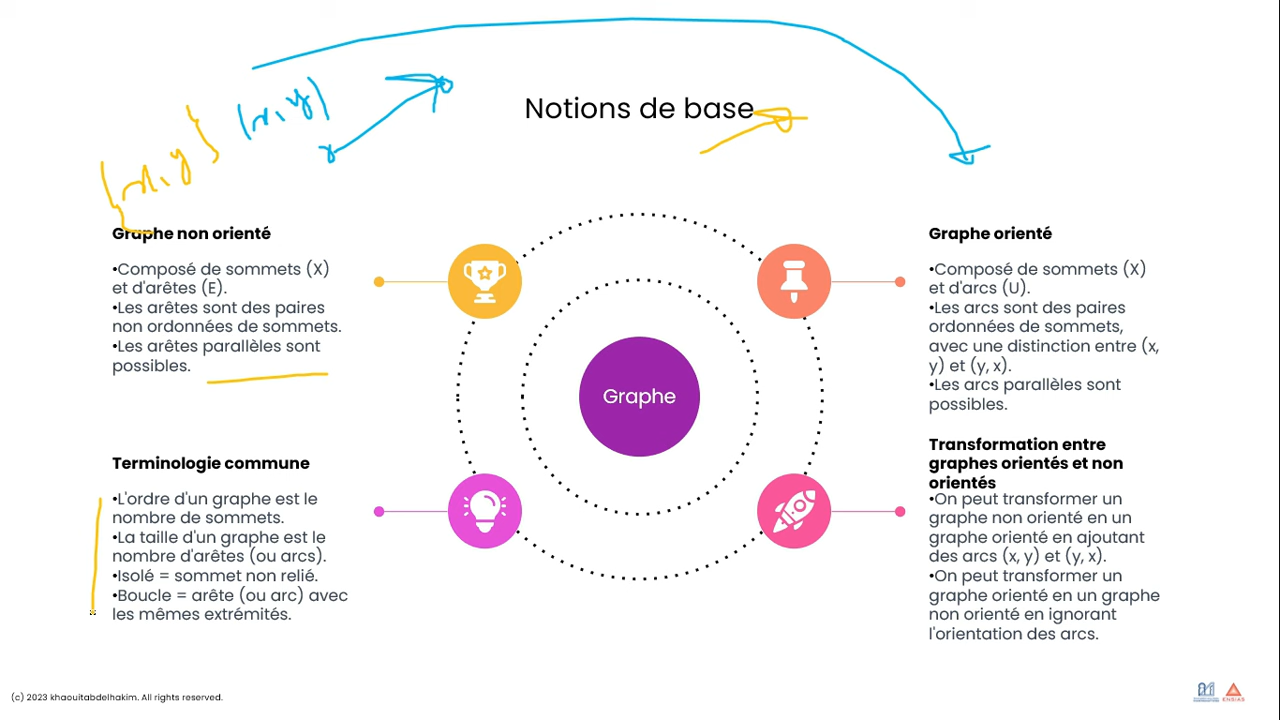 (x, y)
{x, y}
Notions de base
Graphe non orienté
•Composé de sommets (X)
et d'arêtes (E).
•Les arêtes sont des paires
non ordonnées de sommets.
•Les arêtes parallèles sont
possibles.
Graphe orienté
•Composé de sommets (X)
et d'arcs (U).
•Les arcs sont des paires
ordonnées de sommets,
avec une distinction entre (x,
y) et (y, x).
•Les arcs parallèles sont
possibles.
Graphe
Terminologie commune
•L'ordre d'un graphe est le
nombre de sommets.
•La taille d'un graphe est le
nombre d'arêtes (ou arcs).
•Isolé = sommet non relié.
•Boucle = arête (ou arc) avec
les mêmes extrémités.
Transformation entre
graphes orientés et non
orientés
•On peut transformer un
graphe non orienté en un
graphe orienté en ajoutant
des arcs (x, y) et (y, x).
•On peut transformer un
graphe orienté en un graphe
non orienté en ignorant
l'orientation des arcs.
(c) 2023 khaouitabdelhakim. All rights reserved.
ENSIAS